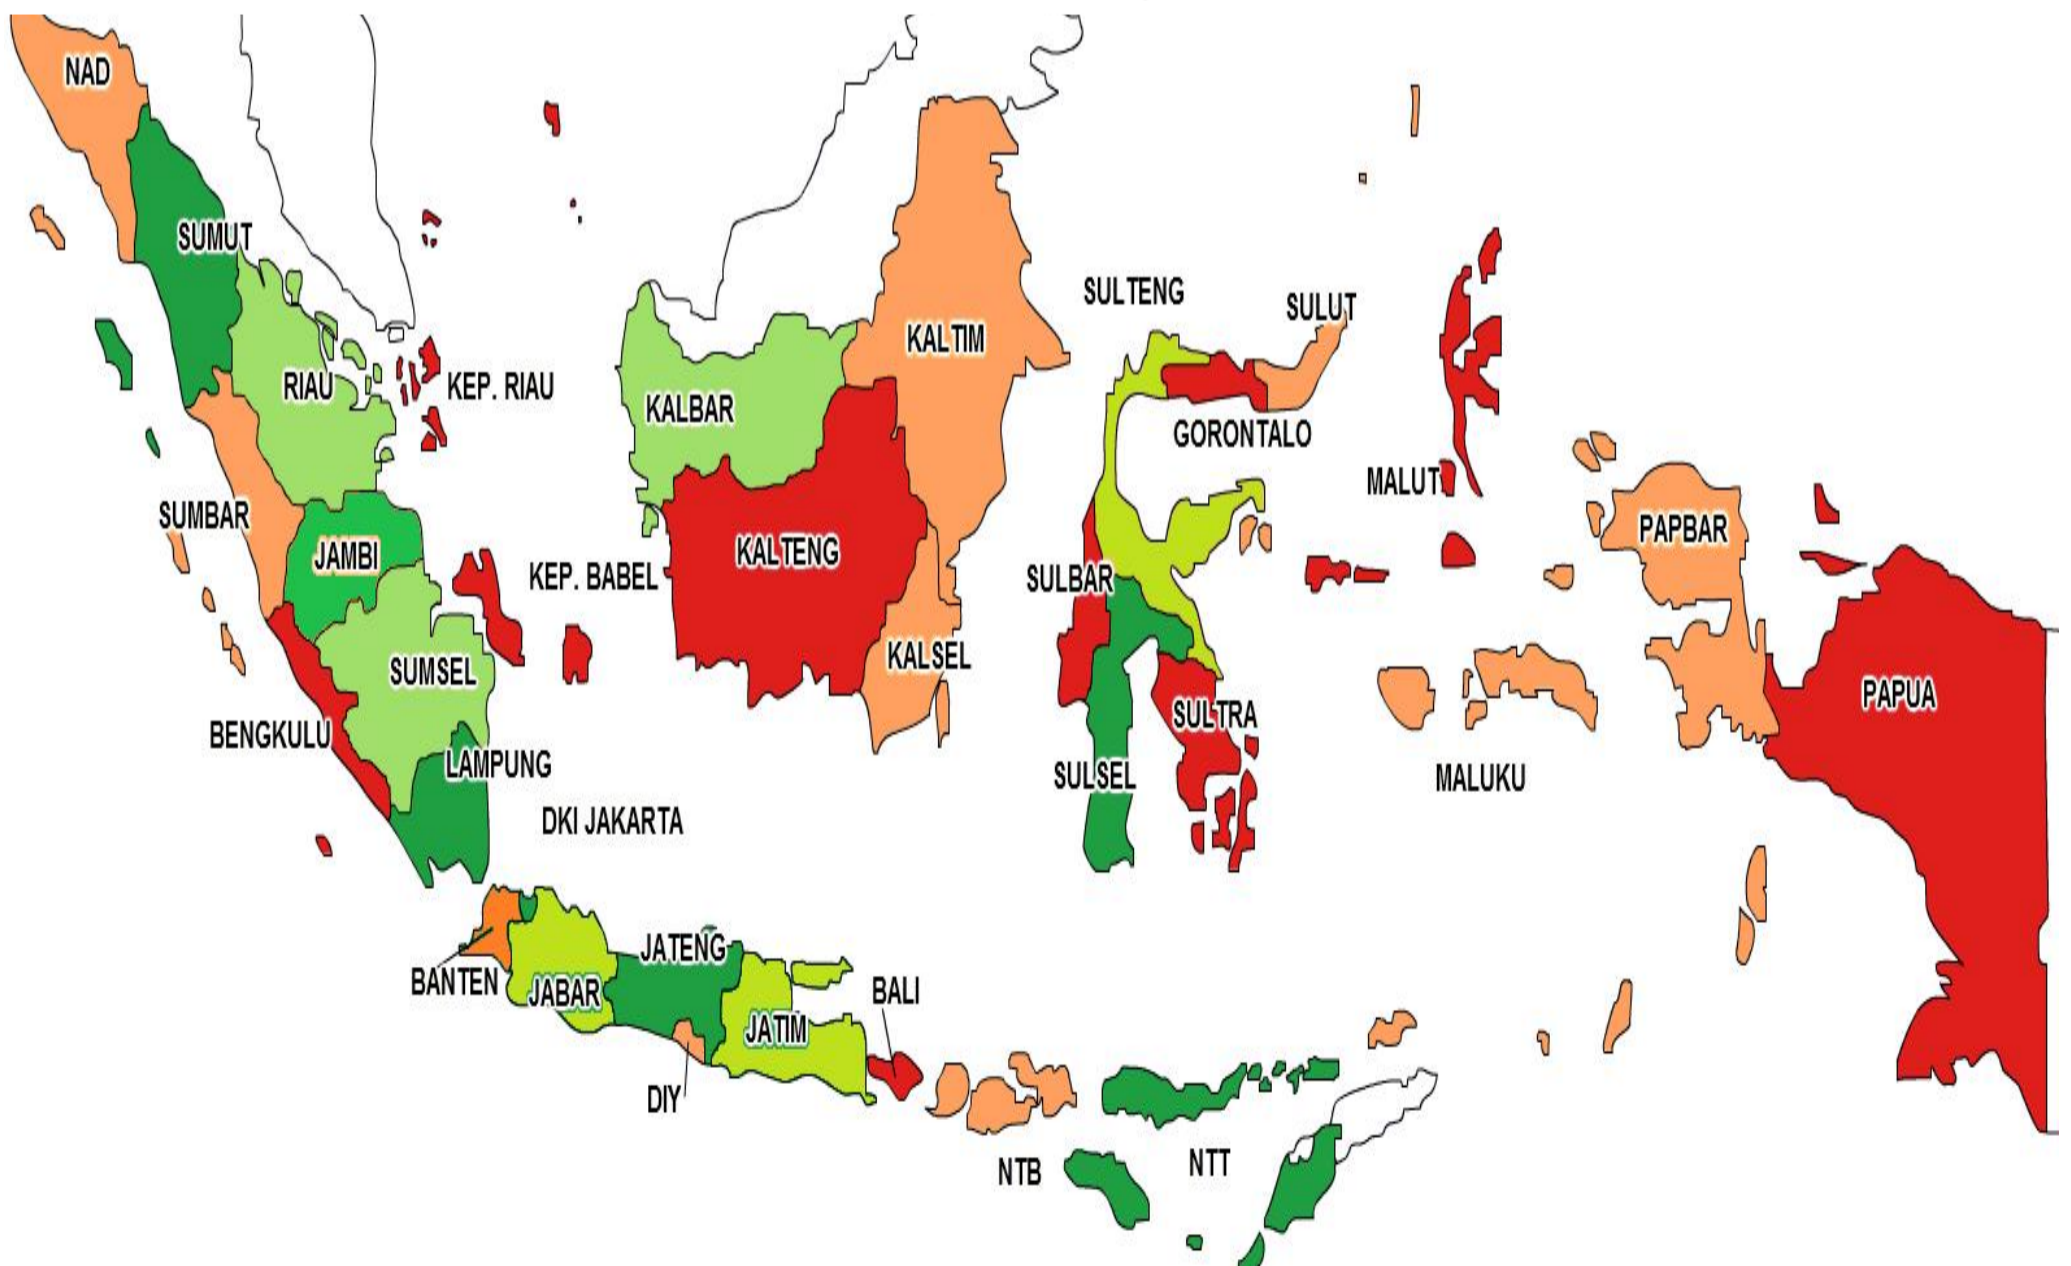 NAD
SUMUT
RIAU
KEP. RIAU
SUMBAR
JAMBI
KEP. BABEL
SUMSEL
BENGKULU
LAMPUNG
DKI JAKARTA
BANTEN
JABAR
JATENG
DIY
JATIM
BALI
NTB
NTT
KALBAR
KALTIM
KALTENG
KALSEL
SULTENG
SULUT
GORONTALO
SULBAR
SULTRA
SULSEL
MALUT
MALUKU
PAPBAR
PAPUA